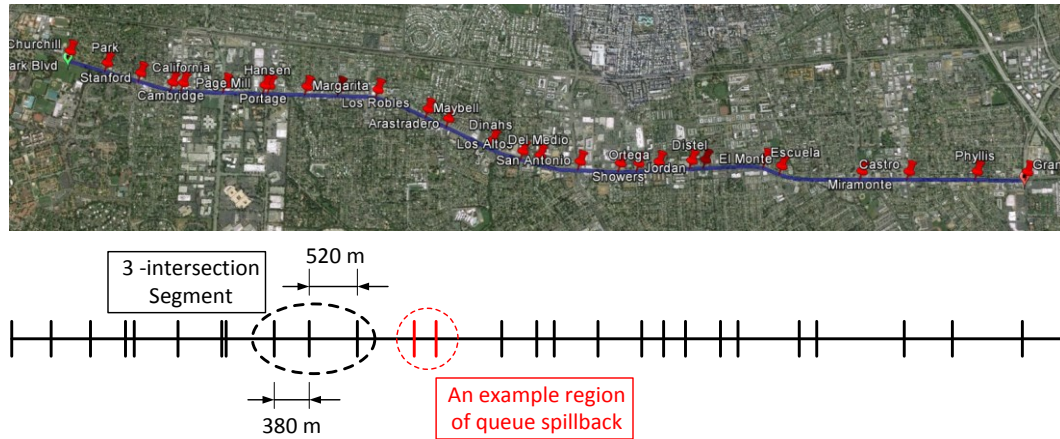 Churchill
Park
ark Blvd
Stanford
California
Cambridge
Page Mill
Hansen
Portage
Margarita
Los Robles
Maybell
Arastradero
Dinahs
Los Altos
Del Medio
San Antonio
Ortega
Showers
Jordan
Distel
El Monte
Escuela
Miramonte
Castro
Phyllis
Gra
3 -intersection
Segment
520 m
380 m
An example region
of queue spillback